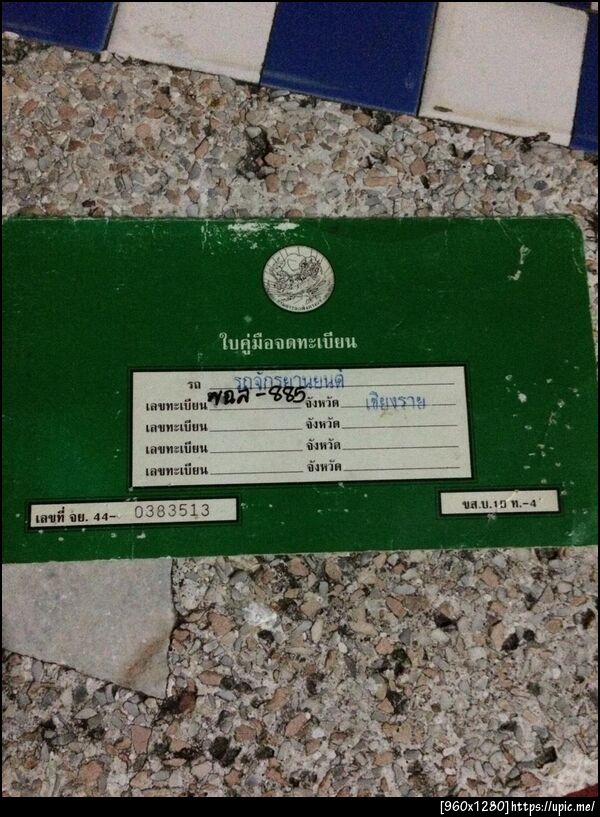 ใบคู่มือจดทะเบียน
รถ รถจักรยานยนต์
เลขทะเบียน -885 จังหวัด เชียงราย
เลขทะเบียน จังหวัด
เลขทะเบียน จังหวัด
เลขทะเบียน จังหวัด
เลขที่ จย. 44- 0383513
ขส.บ.10 ท.-4
[960x1280]https://upic.me/